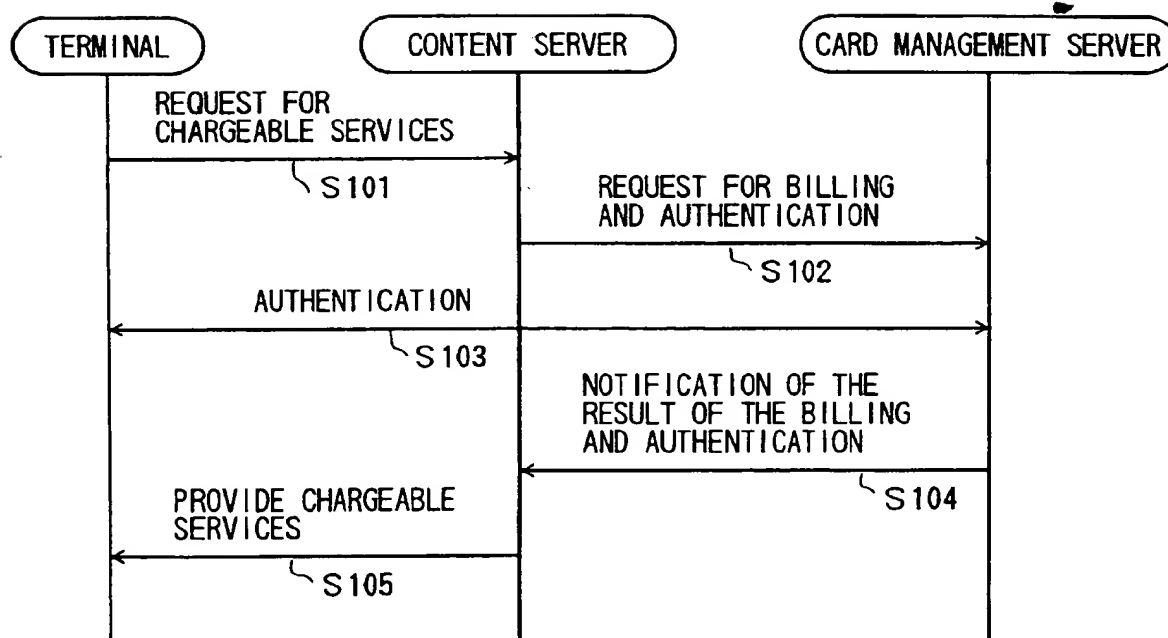 TERMINAL
CONTENT SERVER
CARD MANAGEMENT SERVER
REQUEST FOR
CHARGEABLE SERVICES
S101
REQUEST FOR BILLING
AND AUTHENTICATION
S102
AUTHENTICATION
S103
NOTIFICATION OF THE
RESULT OF THE BILLING
AND AUTHENTICATION
S104
PROVIDE CHARGEABLE
SERVICES
S105